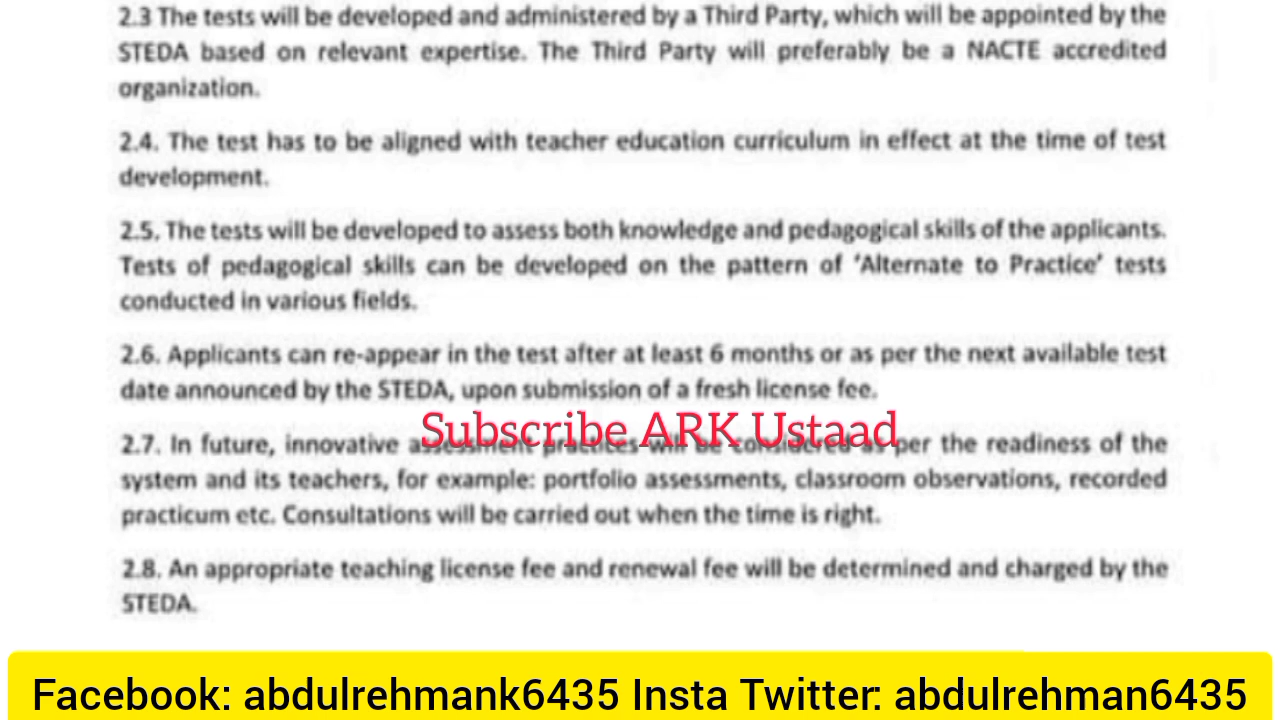 2.3 The tests will be developed and administered by a Third Party, which will be appointed by the
STEDA based on relevant expertise. The Third Party will preferably be a NACTE accredited
organization.
2.4. The test has to be aligned with teacher education curriculum in effect at the time of test
development.
2.5. The tests will be developed to assess both knowledge and pedagogical skills of the applicants.
Tests of pedagogical skills can be developed on the pattern of ‘Alternate to Practice’ tests
conducted in various fields.
2.6. Applicants can re-appear in the test after at least 6 months or as per the next available test
date announced by the STEDA, upon submission of a fresh license fee.
Subscribe ARK Ustaad
2.7. In future, innovative assessment practices will be considered as per the readiness of the
system and its teachers, for example: portfolio assessments, classroom observations, recorded
practicum etc. Consultations will be carried out when the time is right.
2.8. An appropriate teaching license fee and renewal fee will be determined and charged by the
STEDA.
Facebook: abdulrehmank6435 Insta Twitter: abdulrehman6435